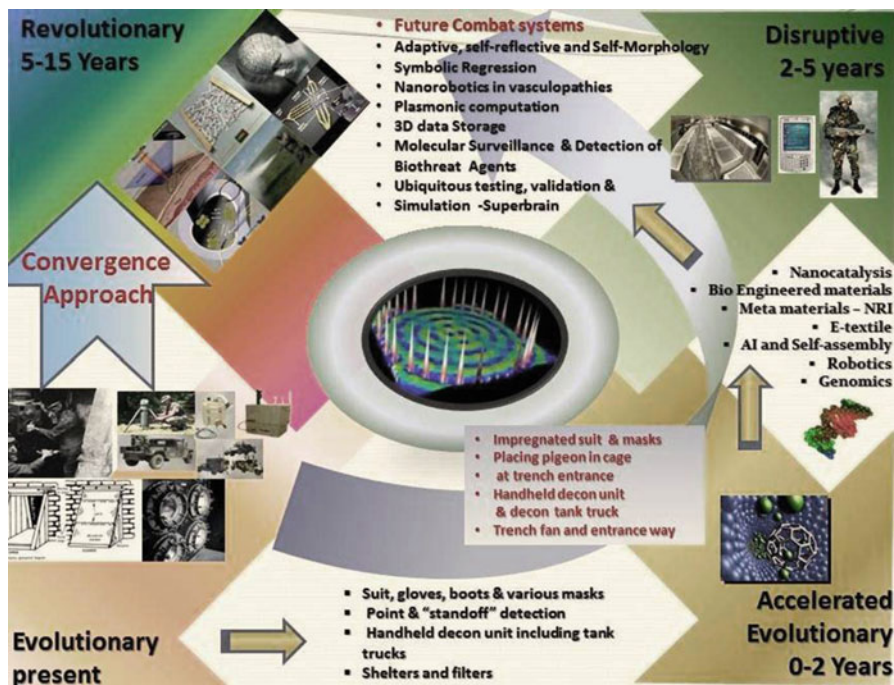 Revolutionary
5-15 Years
Future Combat systems
Adaptive, self-reflective and Self-Morphology
Symbolic Regression
Nanorobotics in vasculopathies
Plasmonic computation
3D data Storage
Molecular Surveillance & Detection of
Biothreat Agents
Ubiquitous testing, validation &
Simulation -Superbrain
Disruptive
2-5 years
Convergence
Approach
Nanocatalysis
Bio Engineered materials
Meta materials – NRI
E-textile
AI and Self-assembly
Robotics
Genomics
Impregnated suit & masks
Placing pigeon in cage
at trench entrance
Handheld decon unit
& decon tank truck
Trench fan and entrance way
Suit, gloves, boots & various masks
Point & “standoff” detection
Handheld decon unit including tank
trucks
Shelters and filters
Evolutionary
present
Accelerated
Evolutionary
0-2 Years